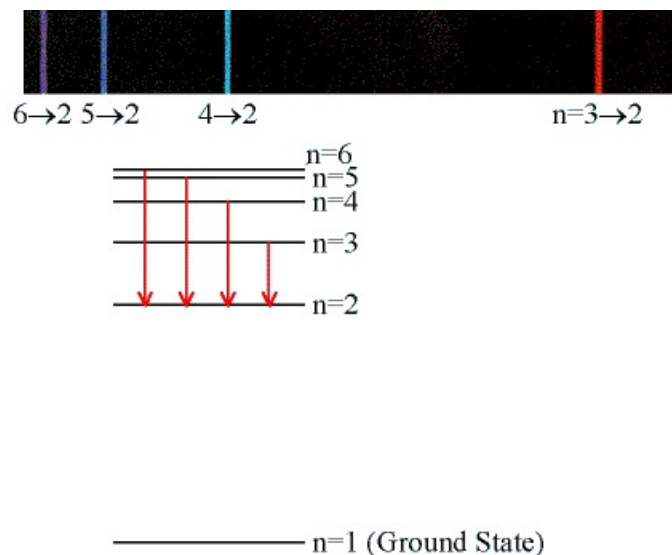 6→2 5→2 4→2 n=3→2
n=6
n=5
n=4
n=3
n=2
n=1 (Ground State)